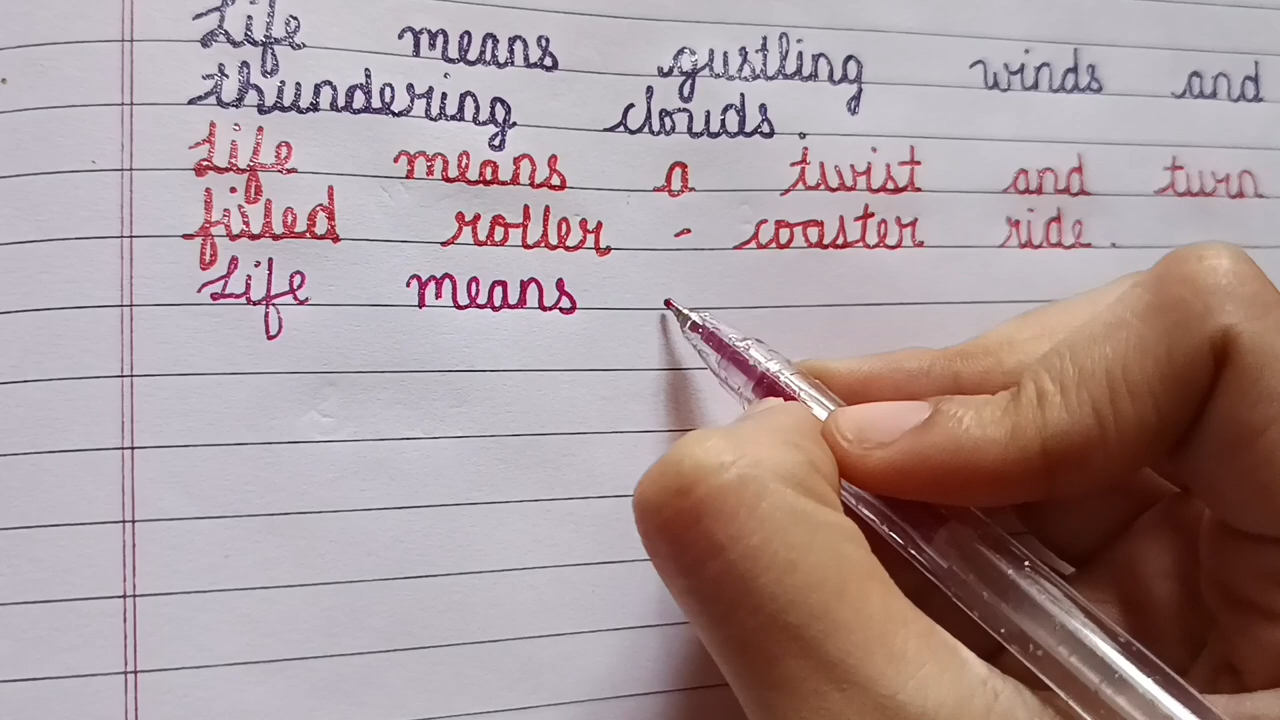 Life means gustling winds and
thundering clouds.
Life means a twist and turn
filled roller - coaster ride.
Life means